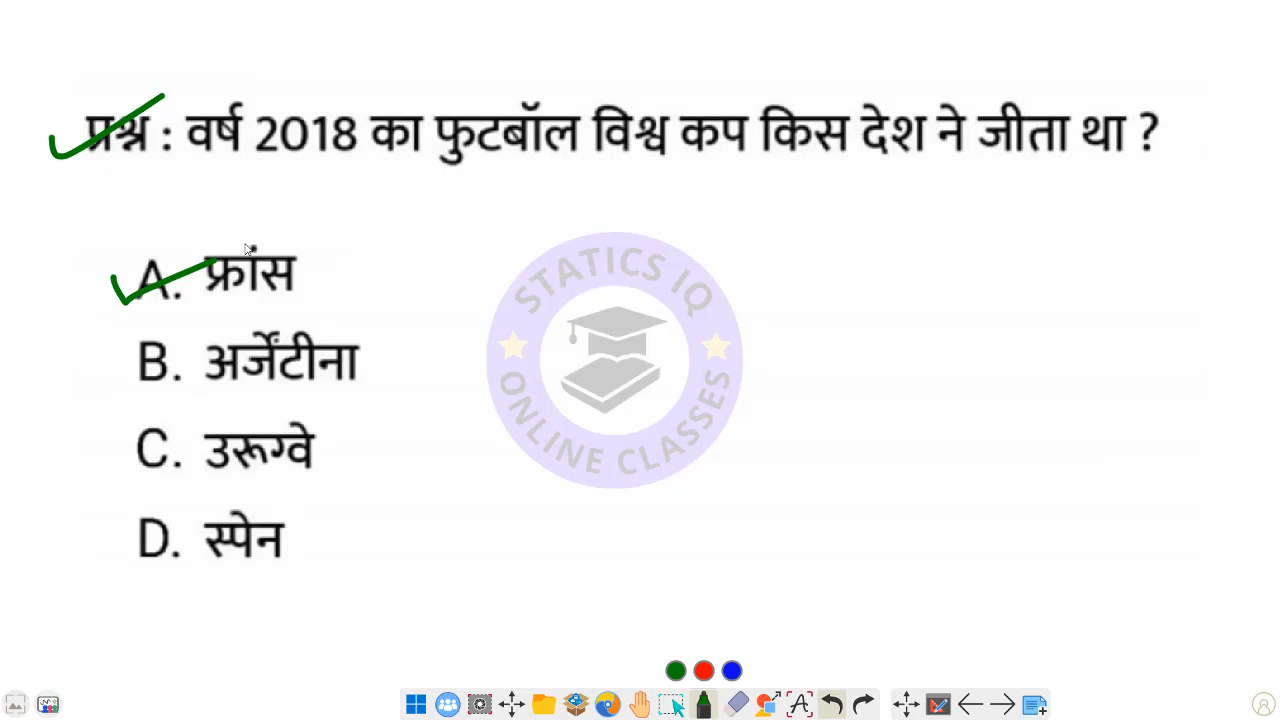 प्रश्न : वर्ष 2018 का फुटबॉल विश्व कप किस देश ने जीता था ?
A. फ्रांस
B. अर्जेंटीना
C. उरूग्वे
D. स्पेन
STATICS IQ
ONLINE CLASSES